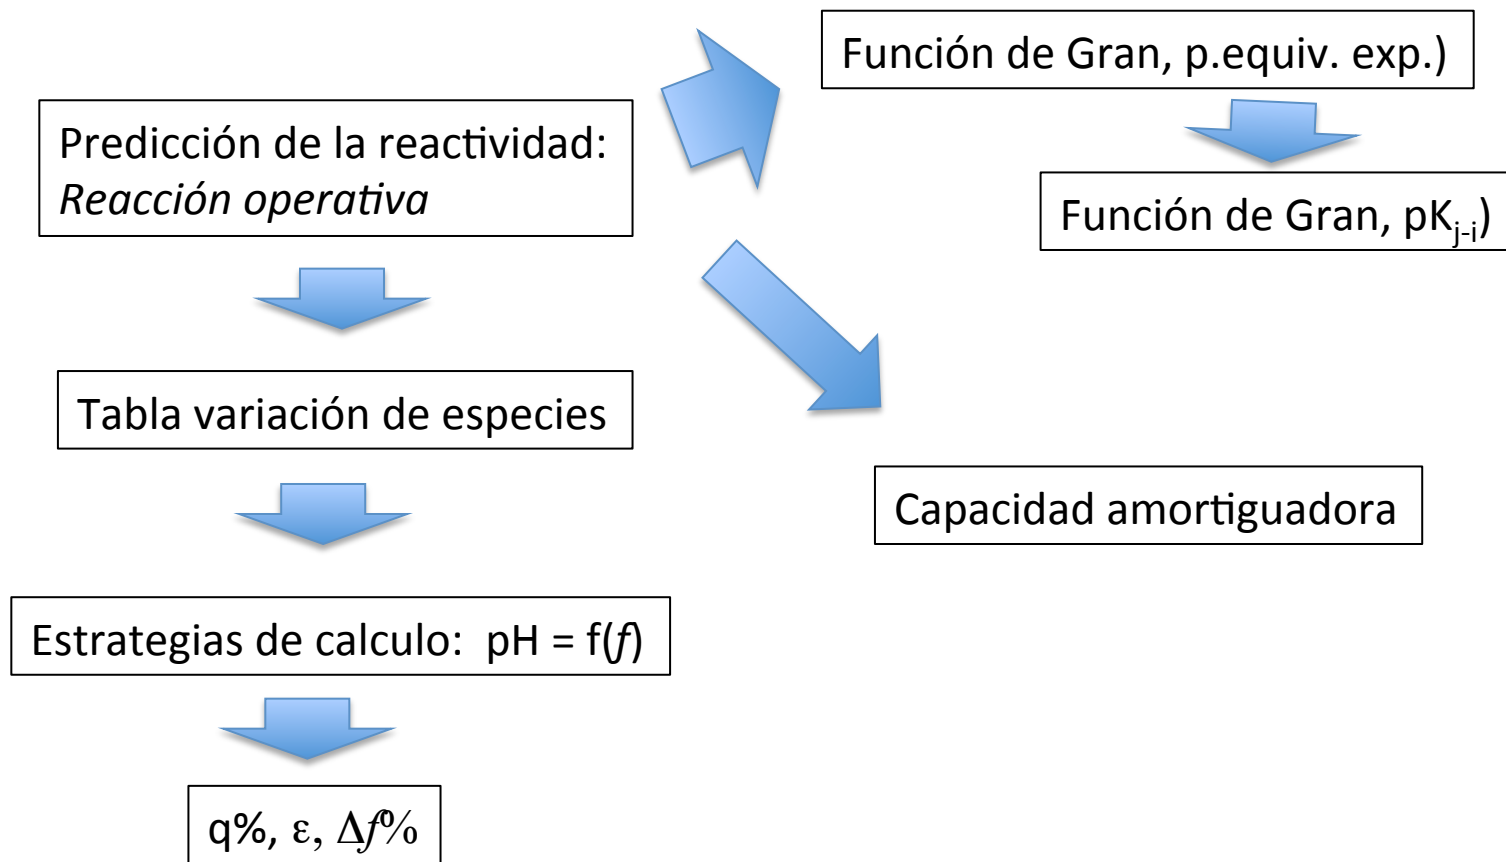 Función de Gran, p.equiv. exp.)
Predicción de la reactividad:
Reacción operativa
Función de Gran, pKj-i)
Tabla variación de especies
Capacidad amortiguadora
Estrategias de calculo: pH = f(f)
q%, ε, Δf%